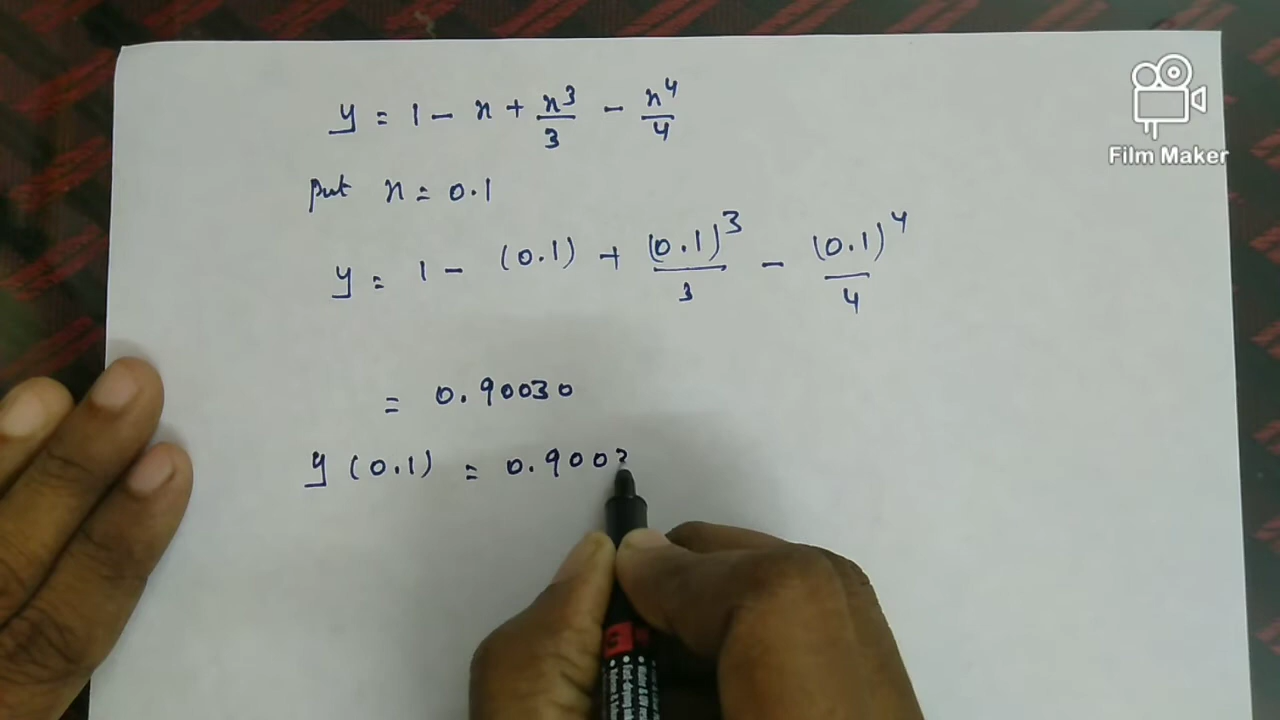 y = 1 - x + x³/3 - x⁴/4
Film Maker
Put x = 0.1
y = 1 - (0.1) + (0.1)³/3 - (0.1)⁴/4
= 0.90030
y(0.1) = 0.900